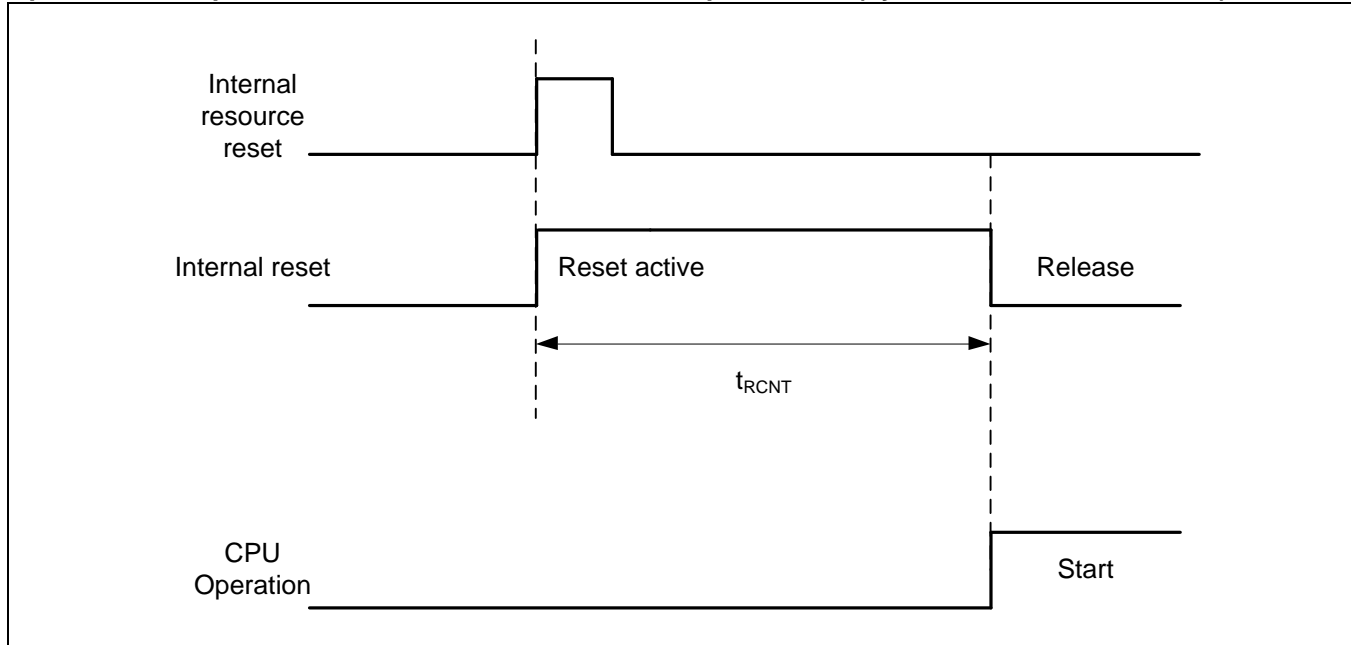 Internal
resource
reset
Internal reset
Reset active
Release
tRCNT
CPU
Operation
Start